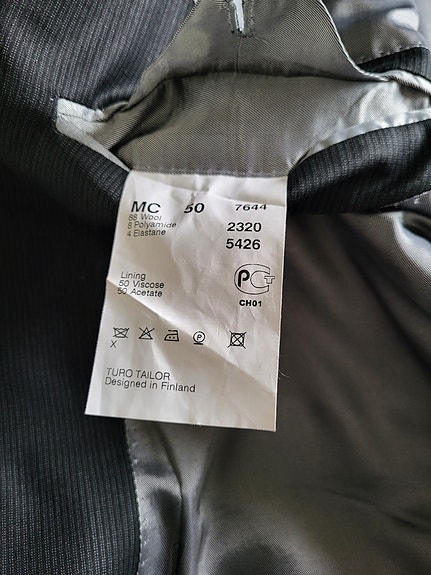 MC 50 7644
88 Wool
8 Polyamide 2320
4 Elastane 5426
Lining
50 Viscose
50 Acetate
PCT
CH01
P
X
TURO TAILOR
Designed in Finland